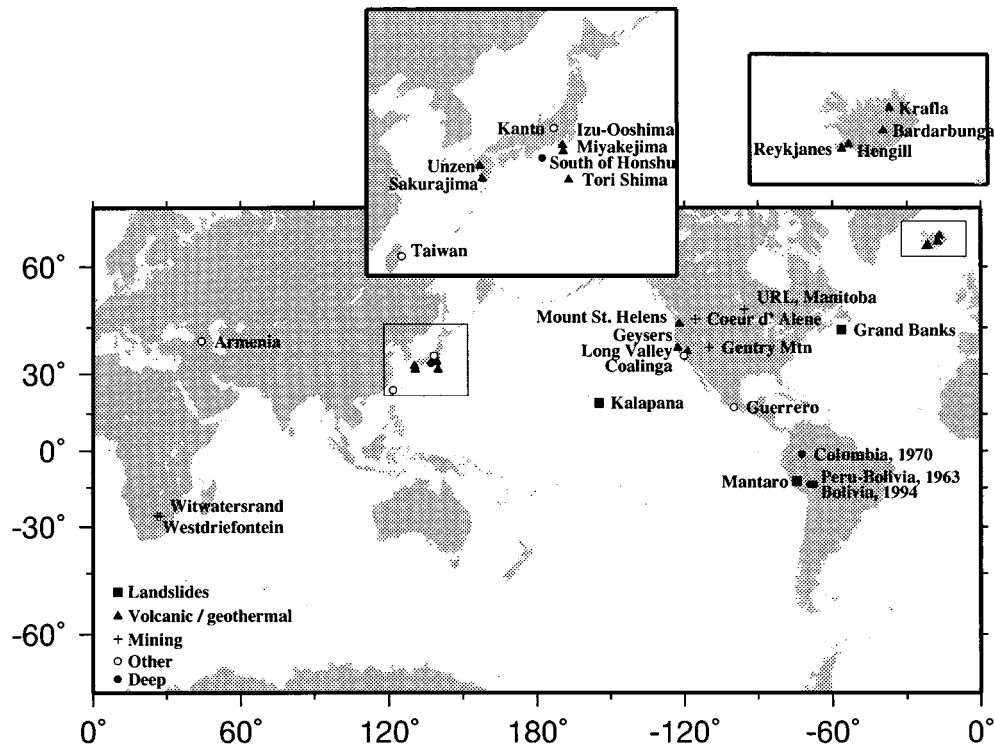 Kanto
Izu-Ooshima
Miyakejima
South of Honshu
Unzen
Sakurajima
Tori Shima
Taiwan
Krafla
Bardarbunga
Reykjanes
Hengill
60°
30°
0°
-30°
-60°
Armenia
Witwatersrand
Westdriefontein
URL, Manitoba
Mount St. Helens
Coeur d' Alene
Grand Banks
Geysers
Long Valley
Gentry Mtn
Coalinga
Kalapana
Guerrero
Colombia, 1970
Mantaro
Peru-Bolivia, 1963
Bolivia, 1994
Landslides
Volcanic / geothermal
Mining
Other
Deep
0° 60° 120° 180° -120° -60° 0°